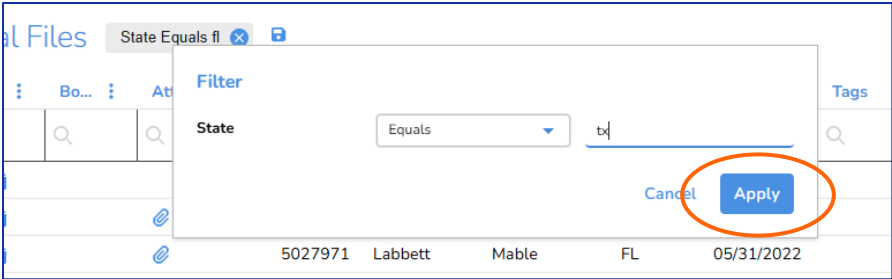 al Files State Equals fl
Bo... Att Tags
Filter
State Equals tx
Cancel Apply
5027971 Labbett Mable FL 05/31/2022